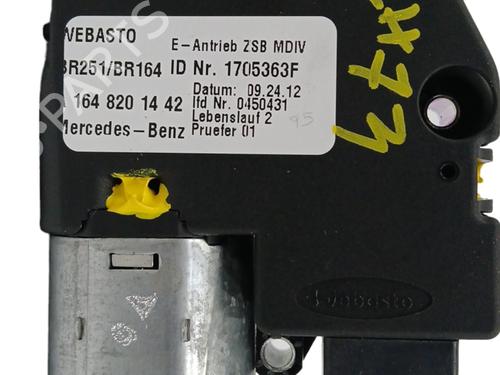 WEBASTO E-Antrieb ZSB MDIV
BR251/BR164 ID Nr. 1705363F
Datum: 09.24.12
164 820 14 42 lfd Nr. 0450431
Lebenslauf 2
Mercedes-Benz Pruefer 01
95
webasto